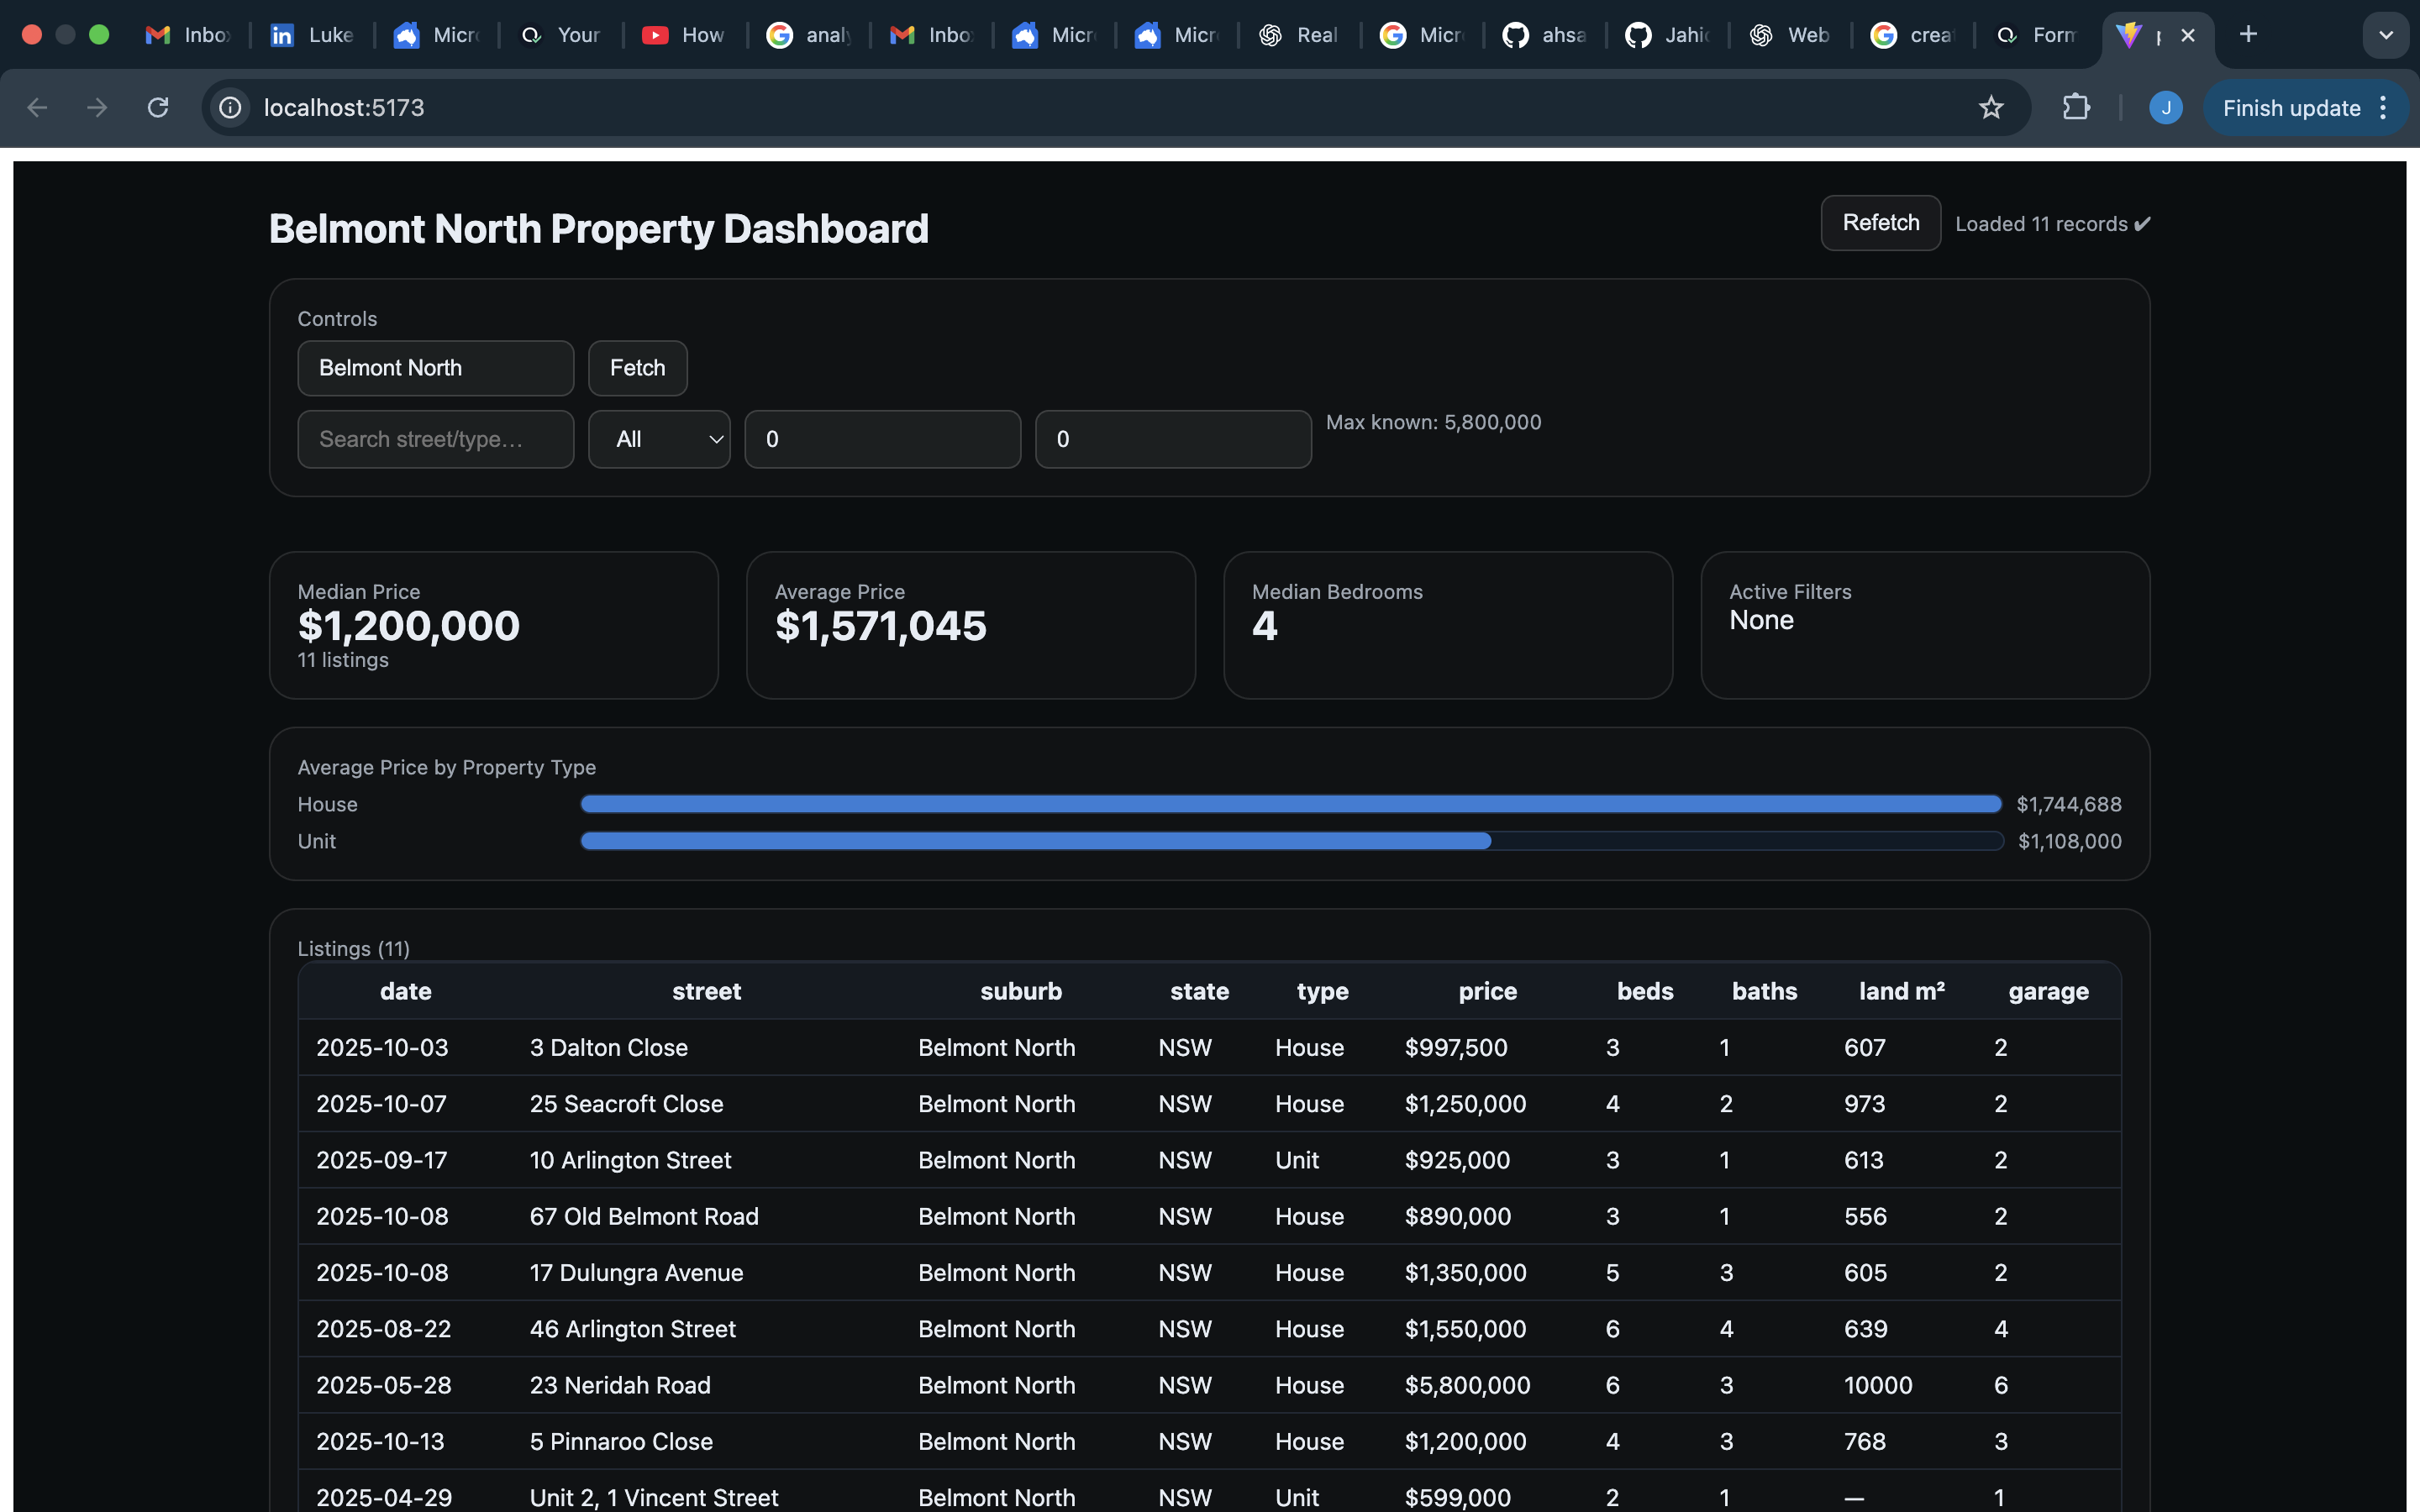 Inbo Luke Micr Your How anal Inbo Micr Micr Real Micr ahsa Jahi Web crea Form
localhost:5173 J Finish update
Belmont North Property Dashboard Refetch Loaded 11 records ✔
Controls
Belmont North Fetch
Search street/type... All 0 0 Max known: 5,800,000
Median Price Average Price Median Bedrooms Active Filters
$1,200,000 $1,571,045 4 None
11 listings
Average Price by Property Type
House $1,744,688
Unit $1,108,000
Listings (11)
date street suburb state type price beds baths land m² garage
2025-10-03 3 Dalton Close Belmont North NSW House $997,500 3 1 607 2
2025-10-07 25 Seacroft Close Belmont North NSW House $1,250,000 4 2 973 2
2025-09-17 10 Arlington Street Belmont North NSW Unit $925,000 3 1 613 2
2025-10-08 67 Old Belmont Road Belmont North NSW House $890,000 3 1 556 2
2025-10-08 17 Dulungra Avenue Belmont North NSW House $1,350,000 5 3 605 2
2025-08-22 46 Arlington Street Belmont North NSW House $1,550,000 6 4 639 4
2025-05-28 23 Neridah Road Belmont North NSW House $5,800,000 6 3 10000 6
2025-10-13 5 Pinnaroo Close Belmont North NSW House $1,200,000 4 3 768 3
2025-04-29 Unit 2, 1 Vincent Street Belmont North NSW Unit $599,000 2 1 — 1